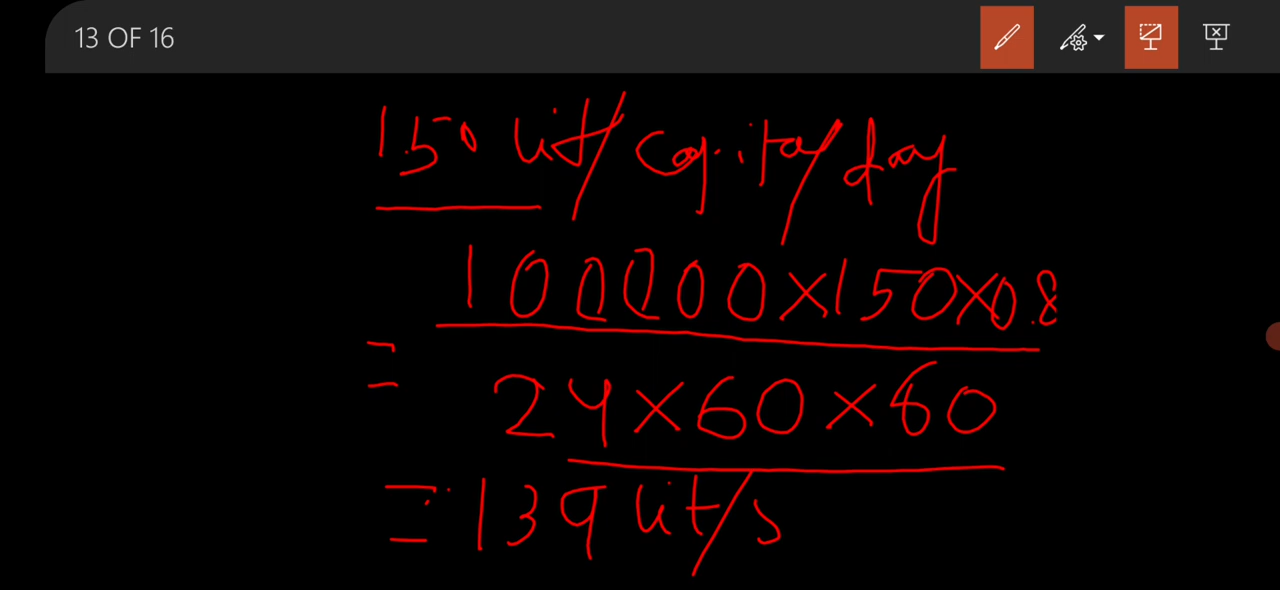 13 OF 16
150 lit/capita/day
100000×150×0.8
=
24×60×60
= 139 lit/s